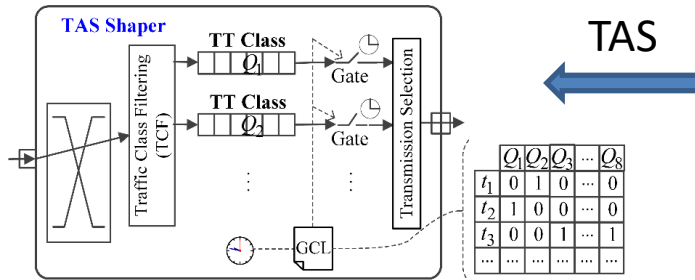 TAS Shaper
TT Class
Q1
Gate
TT Class
Q2
Gate
Traffic Class Filtering
(TCF)
Transmission Selection
⋮
⋮
⋮
GCL
TAS
Q1 Q2 Q3 ... Q8
t1 0 1 0 ... 0
t2 1 0 0 ... 0
t3 0 0 1 ... 1
... ... ... ... ... ...